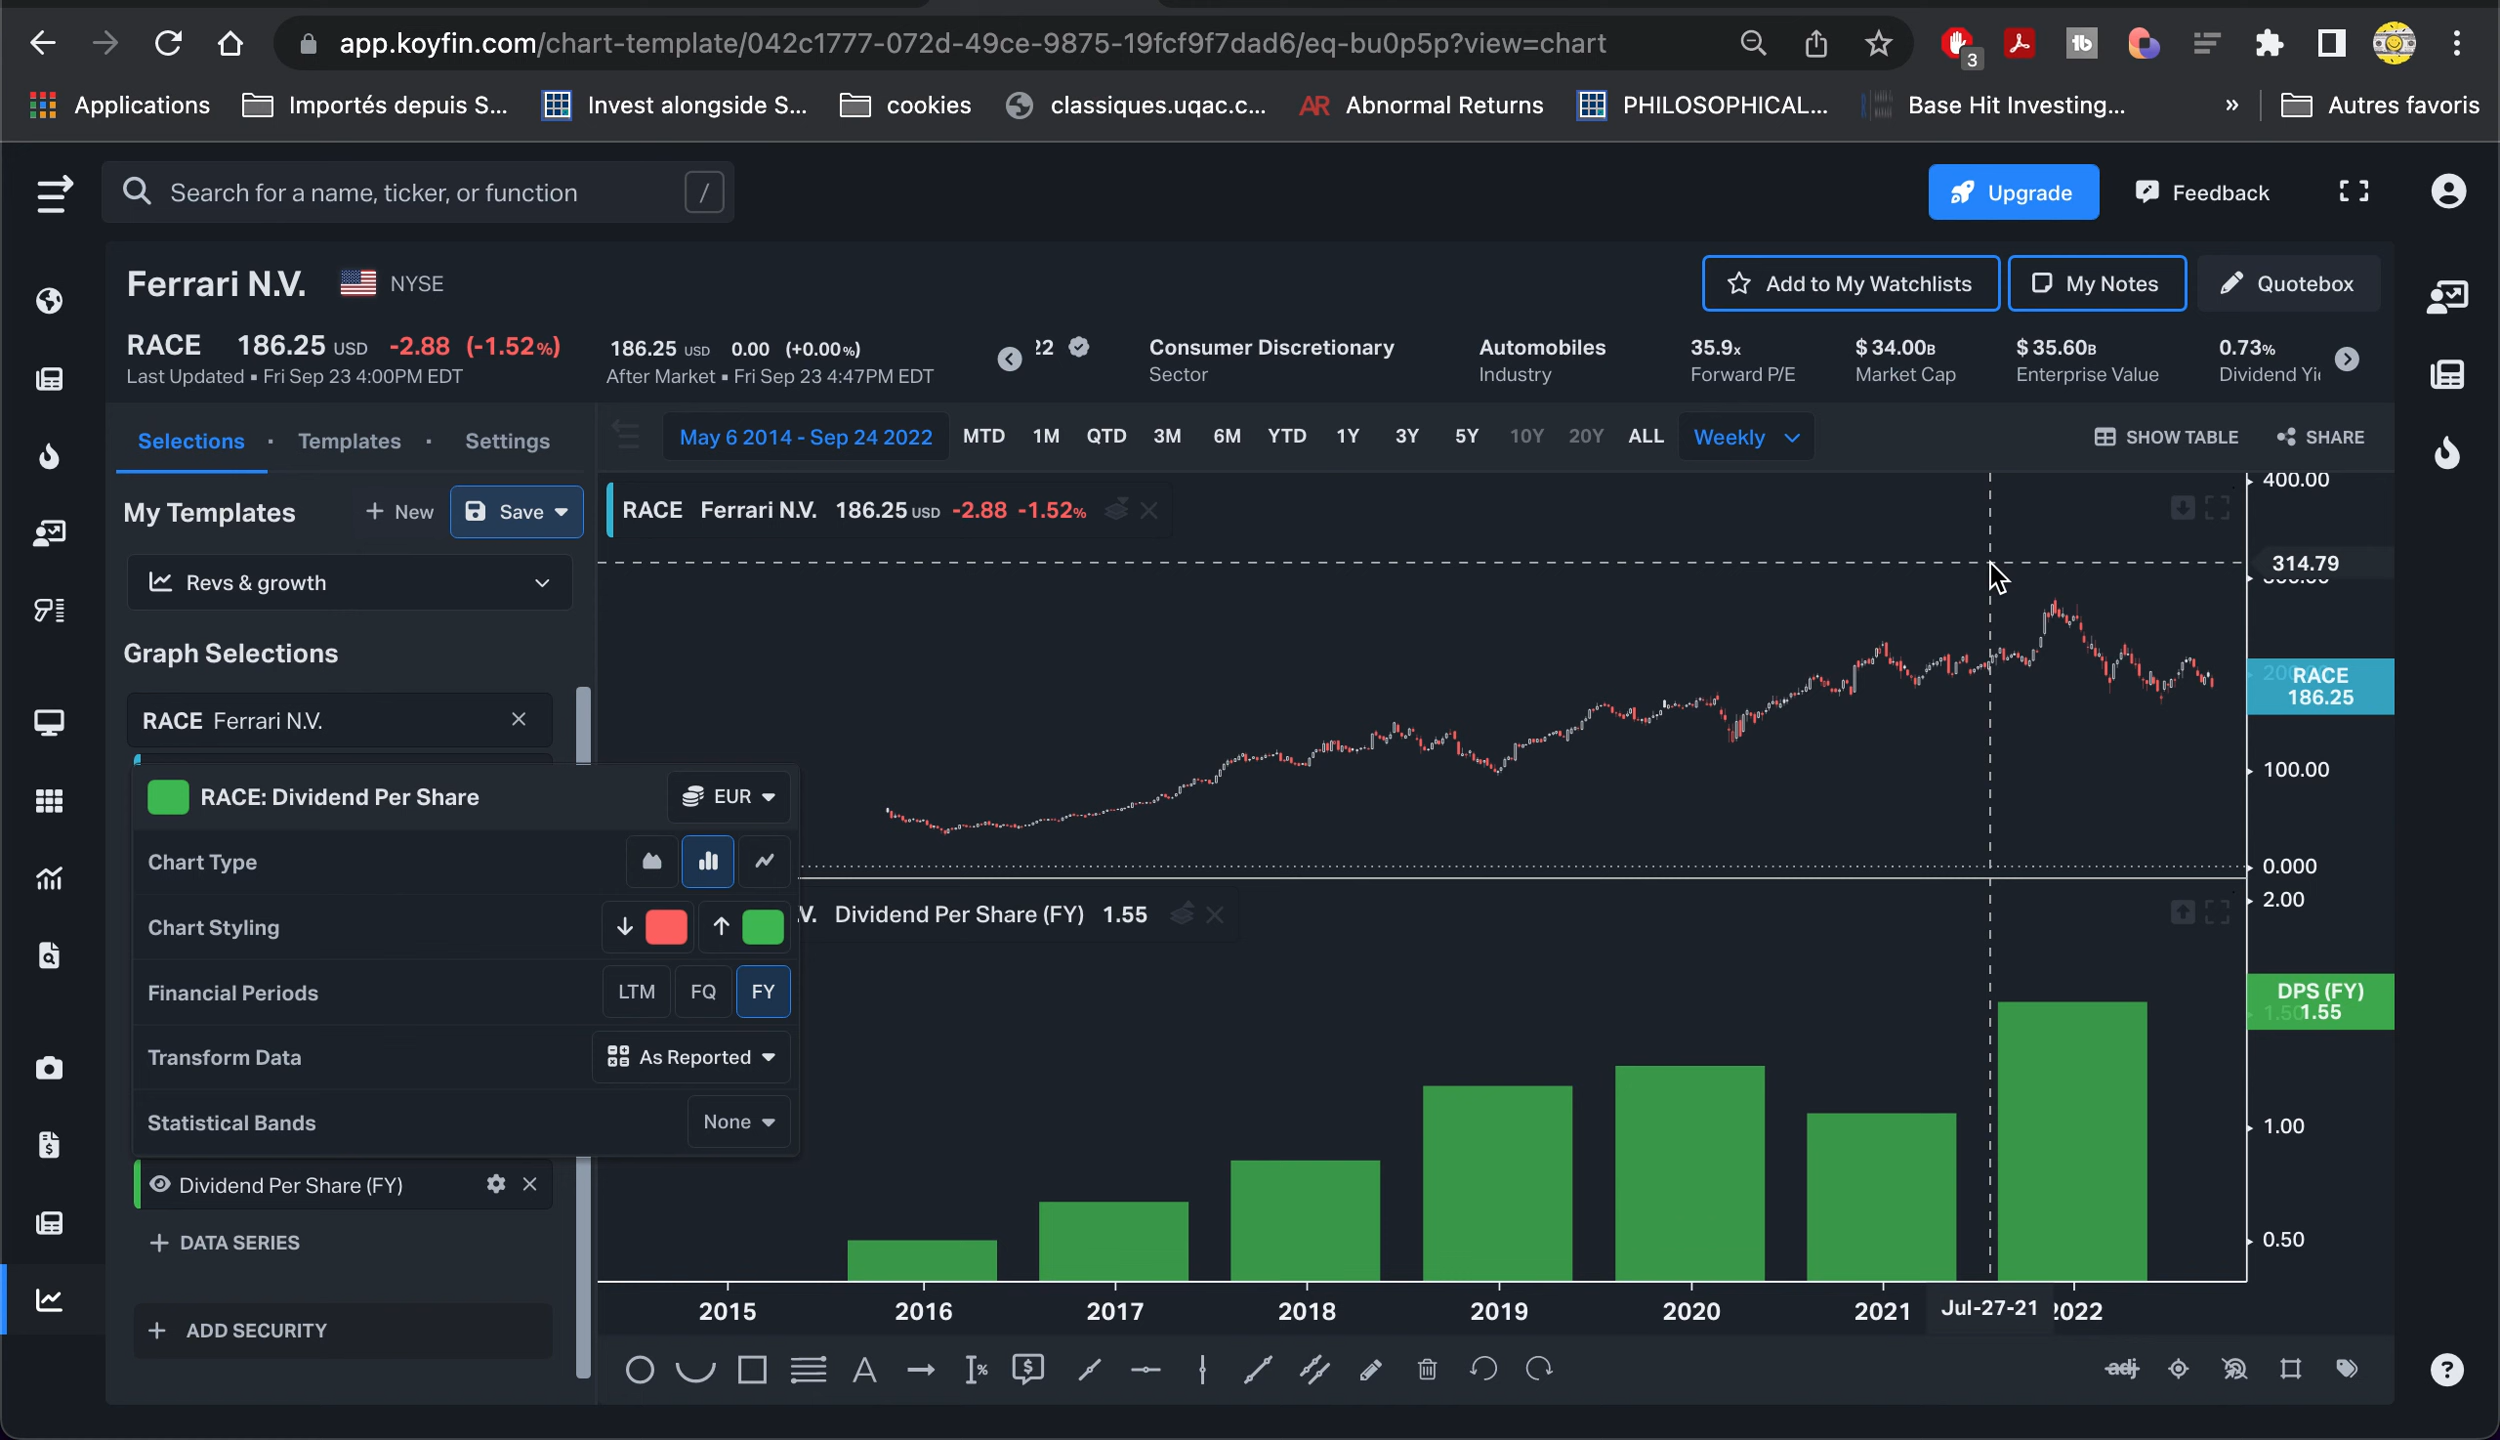 app.koyfin.com/chart-template/042c1777-072d-49ce-9875-19fcf9f7dad6/eq-bu0p5p?view=chart
3
Applications
Importés depuis S...
Invest alongside S...
cookies
classiques.uqac.c...
AR Abnormal Returns
PHILOSOPHICAL...
Base Hit Investing...
»
Autres favoris
Search for a name, ticker, or function /
Upgrade
Feedback
Ferrari N.V. NYSE
Add to My Watchlists
My Notes
Quotebox
RACE 186.25 USD -2.88 (-1.52%)
Last Updated ▪ Fri Sep 23 4:00PM EDT
186.25 USD 0.00 (+0.00%)
After Market ▪ Fri Sep 23 4:47PM EDT
22
Consumer Discretionary
Sector
Automobiles
Industry
35.9x
Forward P/E
$ 34.00B
Market Cap
$ 35.60B
Enterprise Value
0.73%
Dividend Yi
Selections · Templates · Settings
May 6 2014 - Sep 24 2022 MTD 1M QTD 3M 6M YTD 1Y 3Y 5Y 10Y 20Y ALL Weekly
SHOW TABLE
SHARE
My Templates
+ New
Save
Revs & growth
Graph Selections
RACE Ferrari N.V.
RACE: Dividend Per Share
EUR
Chart Type
Chart Styling
Financial Periods
LTM FQ FY
Transform Data
As Reported
Statistical Bands
None
Dividend Per Share (FY)
+ DATA SERIES
+ ADD SECURITY
RACE Ferrari N.V. 186.25 USD -2.88 -1.52%
400.00
314.79
RACE
186.25
100.00
0.000
V. Dividend Per Share (FY) 1.55
2.00
DPS (FY)
1.55
1.00
0.50
2015 2016 2017 2018 2019 2020 2021 Jul-27-21 2022
A
%
$
adj
?